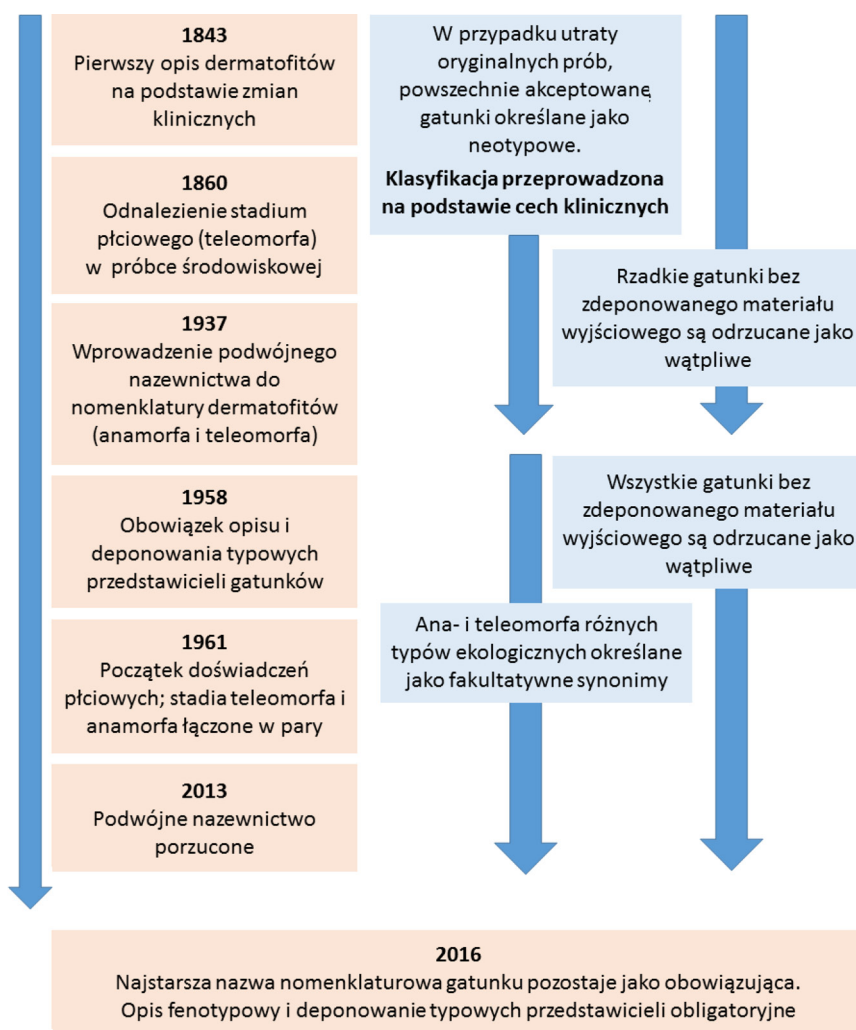 1843
Pierwszy opis dermatofitów
na podstawie zmian
klinicznych
1860
Odnalezienie stadium
płciowego (teleomorfa)
w próbce środowiskowej
1937
Wprowadzenie podwójnego
nazewnictwa do
nomenklatury dermatofitów
(anamorfa i teleomorfa)
1958
Obowiązek opisu i
deponowania typowych
przedstawicieli gatunków
1961
Początek doświadczeń
płciowych; stadia teleomorfa i
anamorfa łączone w pary
2013
Podwójne nazewnictwo
porzucone
W przypadku utraty
oryginalnych prób,
powszechnie akceptowane,
gatunki określane jako
neotypowe.
Klasyfikacja przeprowadzona
na podstawie cech klinicznych
Rzadkie gatunki bez
zdeponowanego materiału
wyjściowego są odrzucane jako
wątpliwe
Wszystkie gatunki bez
zdeponowanego materiału
wyjściowego są odrzucane jako
wątpliwe
Ana- i teleomorfa różnych
typów ekologicznych określane
jako fakultatywne synonimy
2016
Najstarsza nazwa nomenklaturowa gatunku pozostaje jako obowiązująca.
Opis fenotypowy i deponowanie typowych przedstawicieli obligatoryjne